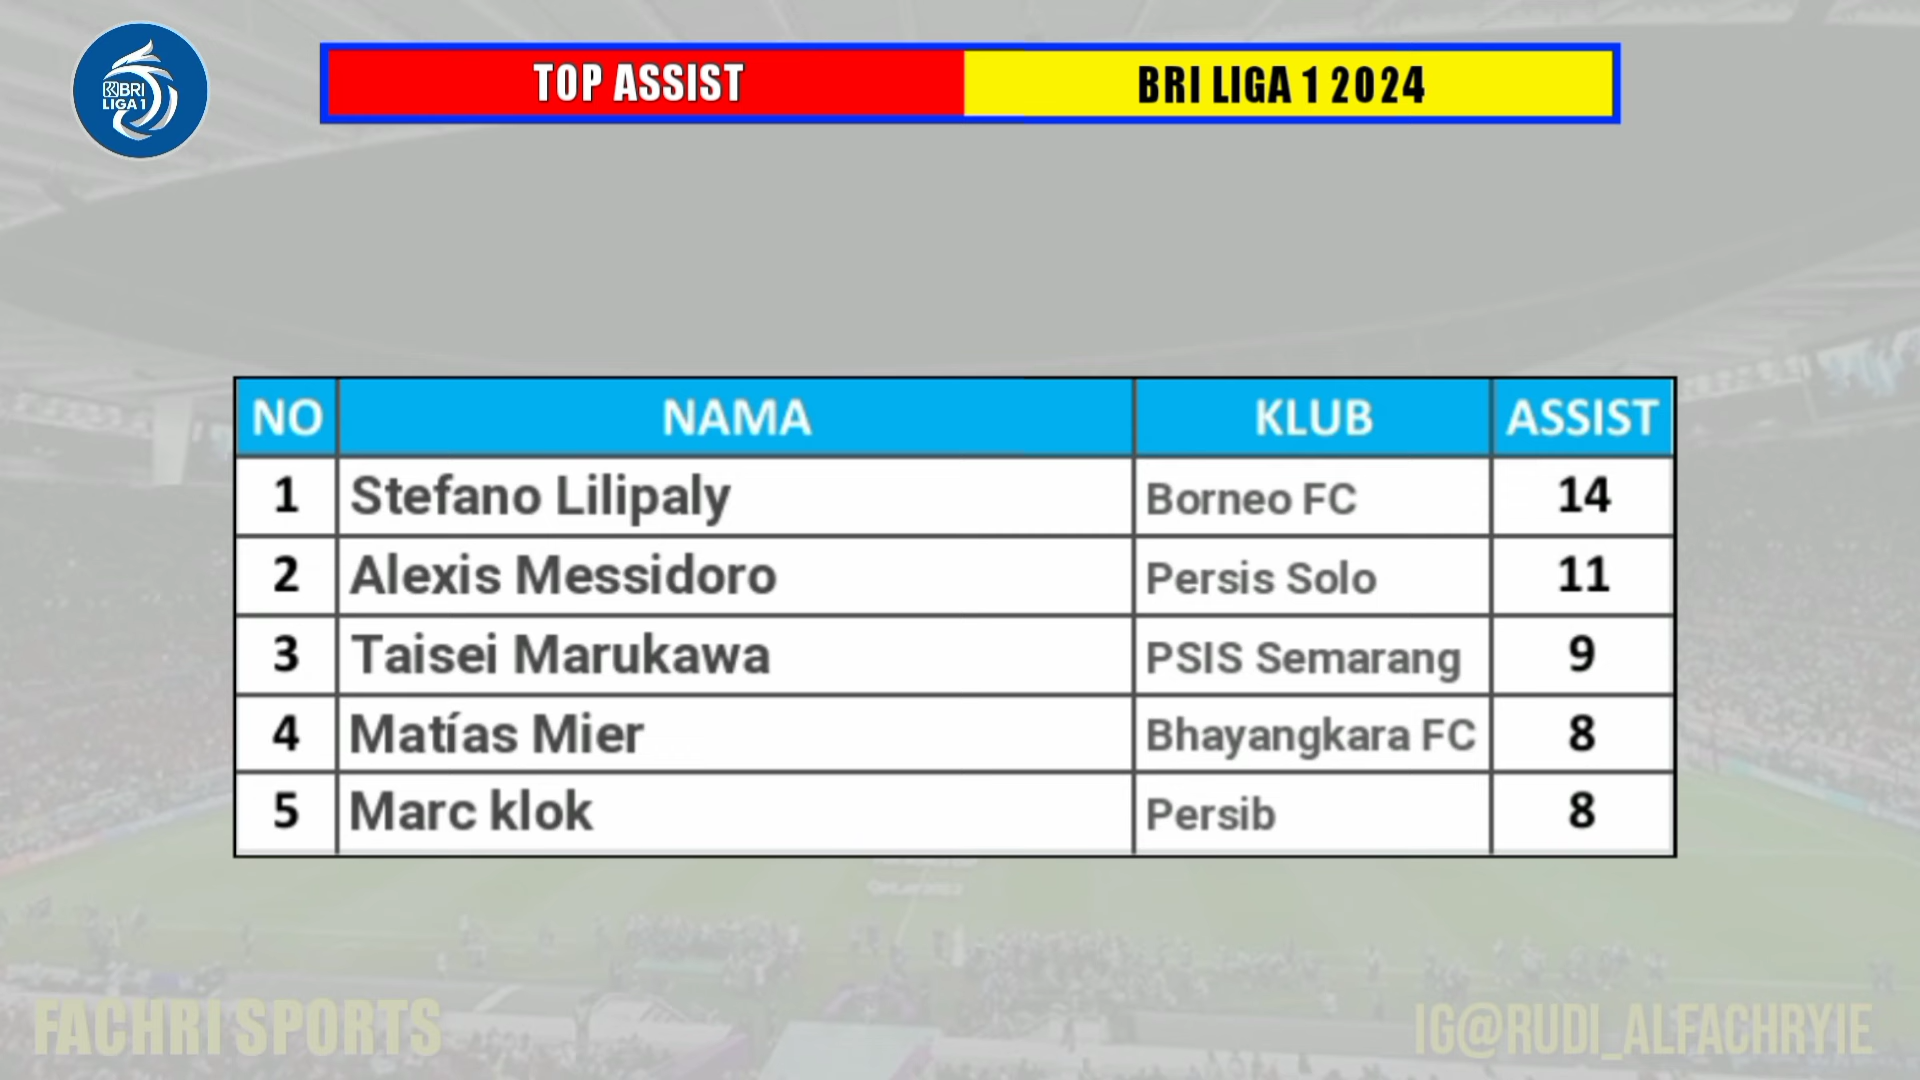 BRI
LIGA 1
TOP ASSIST
BRI LIGA 1 2024
NO NAMA KLUB ASSIST
1 Stefano Lilipaly Borneo FC 14
2 Alexis Messidoro Persis Solo 11
3 Taisei Marukawa PSIS Semarang 9
4 Matías Mier Bhayangkara FC 8
5 Marc klok Persib 8
FACHRI SPORTS
IG@RUDI_ALFACHRYIE